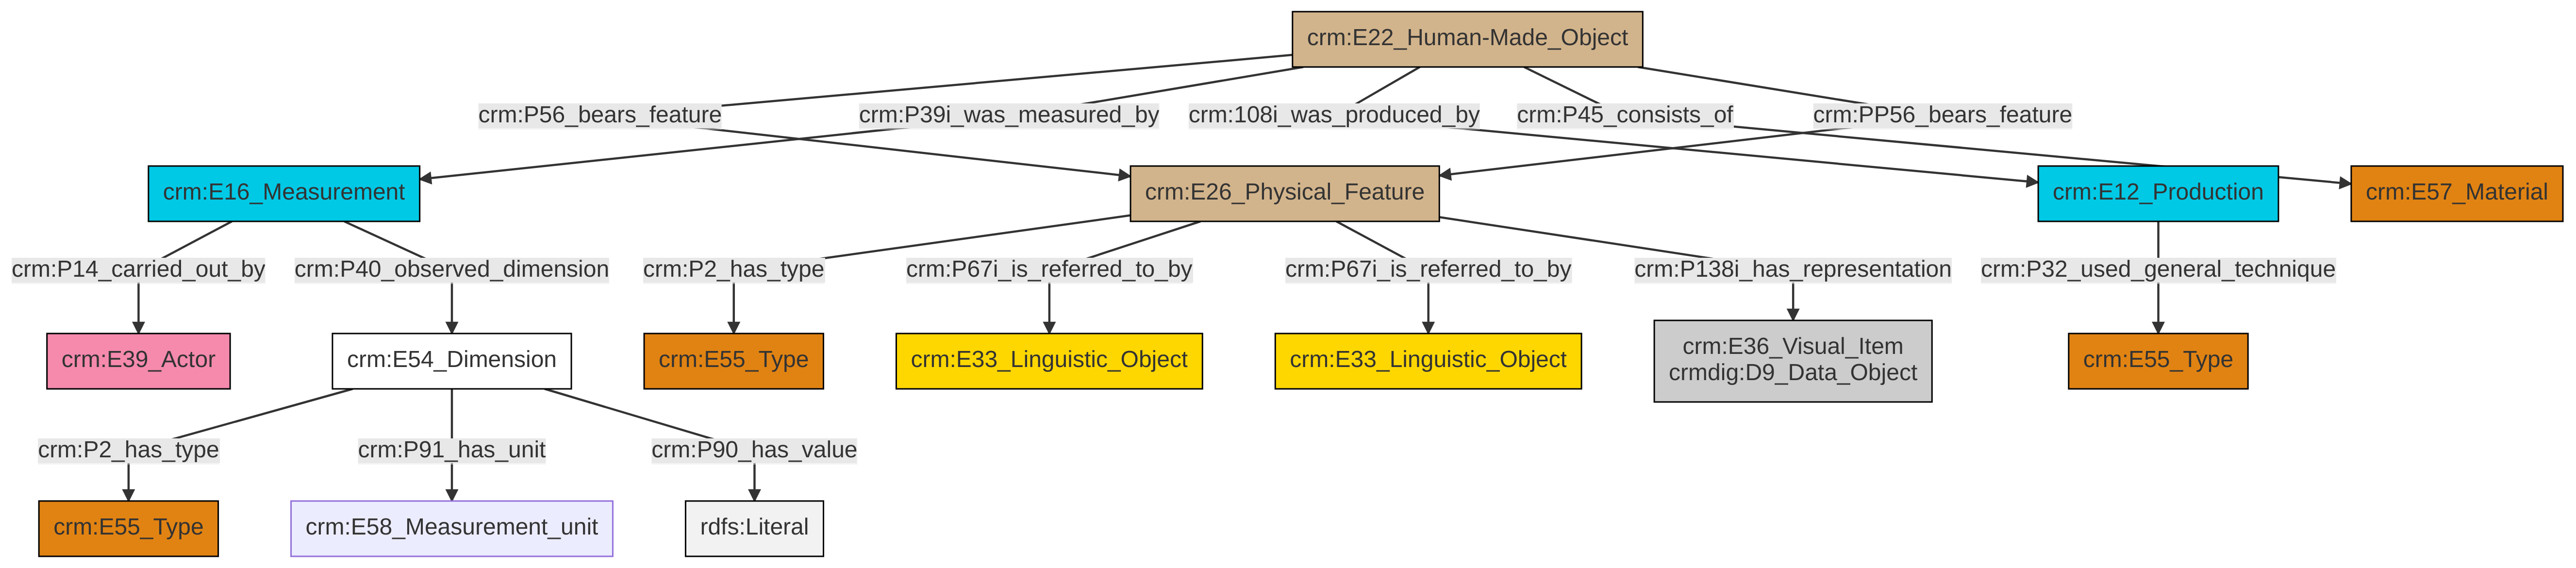 crm:E22_Human-Made_Object
crm:P56_bears_feature
crm:P39i_was_measured_by
crm:108i_was_produced_by
crm:P45_consists_of
crm:PP56_bears_feature
crm:E16_Measurement
crm:E26_Physical_Feature
crm:E12_Production
crm:E57_Material
crm:P14_carried_out_by
crm:P40_observed_dimension
crm:P2_has_type
crm:P67i_is_referred_to_by
crm:P67i_is_referred_to_by
crm:P138i_has_representation
crm:P32_used_general_technique
crm:E39_Actor
crm:E54_Dimension
crm:E55_Type
crm:E33_Linguistic_Object
crm:E33_Linguistic_Object
crm:E36_Visual_Item
crmdig:D9_Data_Object
crm:E55_Type
crm:P2_has_type
crm:P91_has_unit
crm:P90_has_value
crm:E55_Type
crm:E58_Measurement_unit
rdfs:Literal